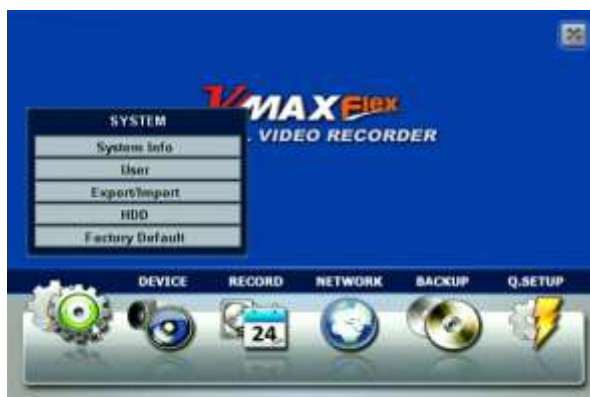 VMAX Flex
VIDEO RECORDER
SYSTEM
System Info
User
Export/Import
HDD
Factory Default
DEVICE RECORD NETWORK BACKUP Q.SETUP
24